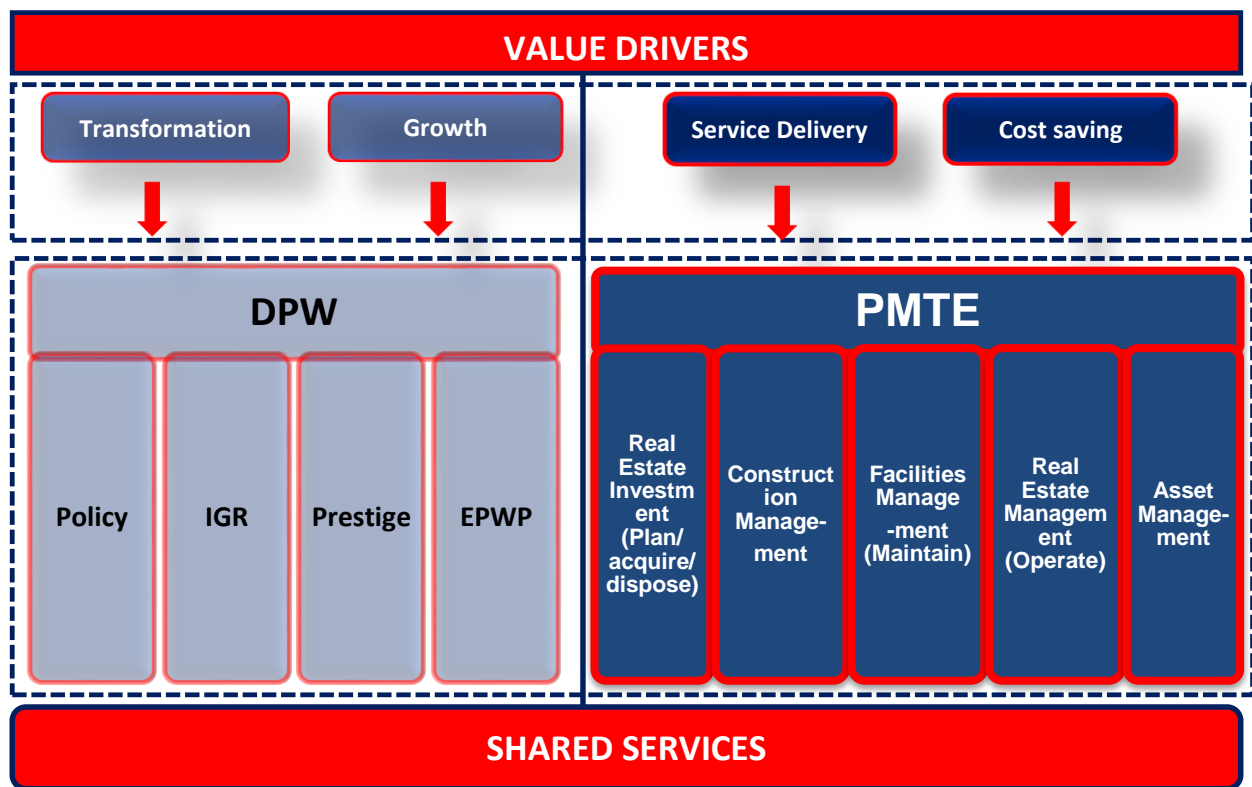 VALUE DRIVERS
Transformation
Growth
Service Delivery
Cost saving
DPW
PMTE
Policy
IGR
Prestige
EPWP
Real
Estate
Investm
ent
(Plan/
acquire/
dispose)
Construct
ion
Manage-
ment
Facilities
Manage
-ment
(Maintain)
Real
Estate
Managem
ent
(Operate)
Asset
Manage-
ment
SHARED SERVICES